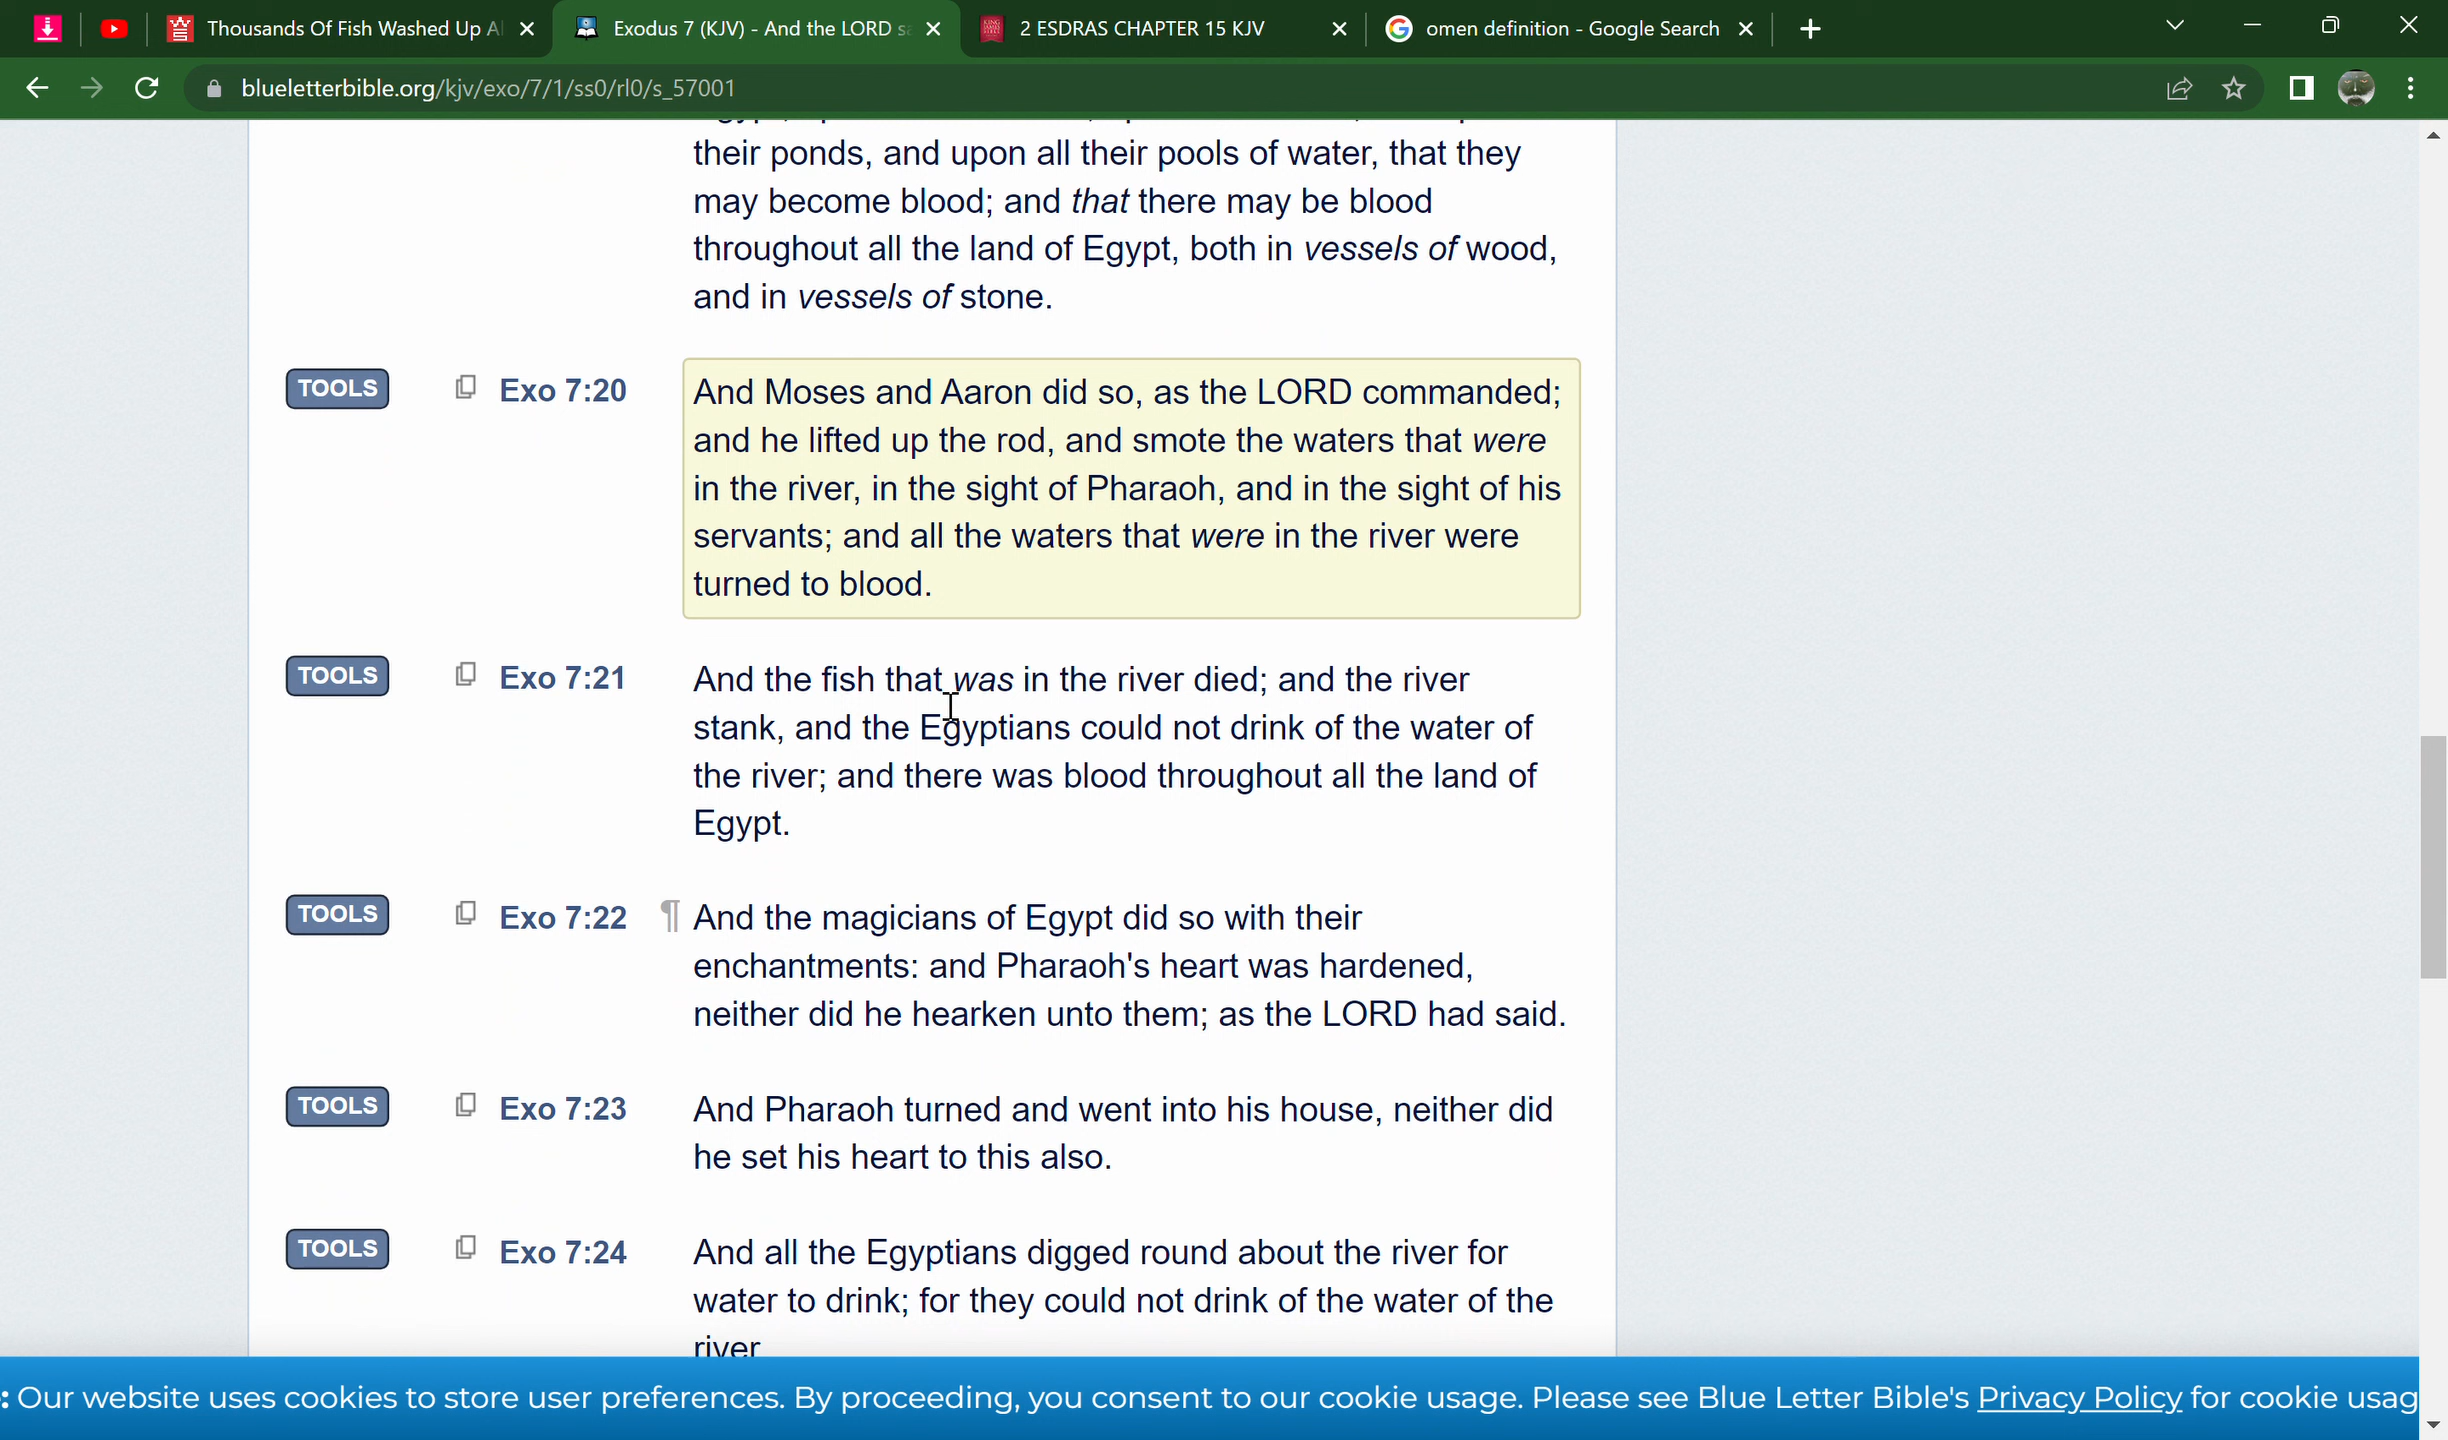 Thousands Of Fish Washed Up Al
Exodus 7 (KJV) - And the LORD sa
2 ESDRAS CHAPTER 15 KJV
omen definition - Google Search
blueletterbible.org/kjv/exo/7/1/ss0/rl0/s_57001
their ponds, and upon all their pools of water, that they
may become blood; and that there may be blood
throughout all the land of Egypt, both in vessels of wood,
and in vessels of stone.
TOOLS Exo 7:20 And Moses and Aaron did so, as the LORD commanded;
and he lifted up the rod, and smote the waters that were
in the river, in the sight of Pharaoh, and in the sight of his
servants; and all the waters that were in the river were
turned to blood.
TOOLS Exo 7:21 And the fish that was in the river died; and the river
stank, and the Egyptians could not drink of the water of
the river; and there was blood throughout all the land of
Egypt.
TOOLS Exo 7:22 ¶ And the magicians of Egypt did so with their
enchantments: and Pharaoh's heart was hardened,
neither did he hearken unto them; as the LORD had said.
TOOLS Exo 7:23 And Pharaoh turned and went into his house, neither did
he set his heart to this also.
TOOLS Exo 7:24 And all the Egyptians digged round about the river for
water to drink; for they could not drink of the water of the
river
: Our website uses cookies to store user preferences. By proceeding, you consent to our cookie usage. Please see Blue Letter Bible's Privacy Policy for cookie usag